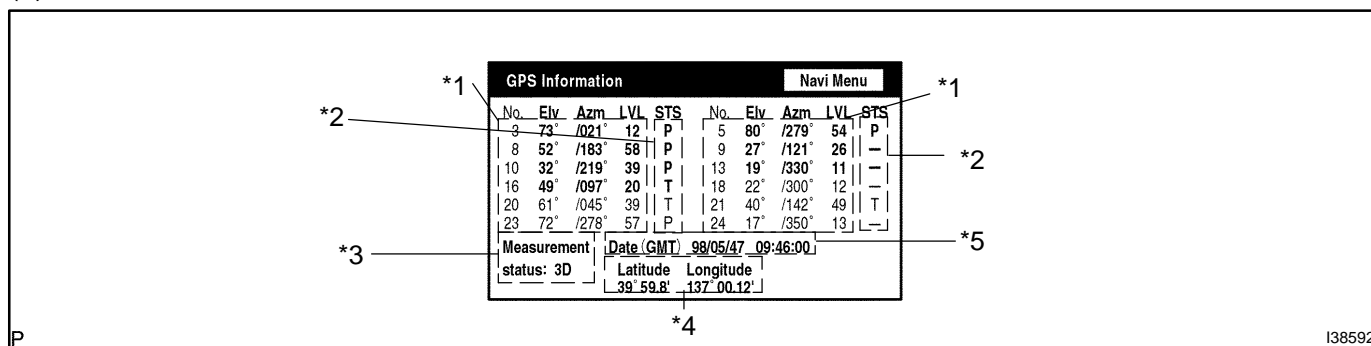 GPS Information Navi Menu
*1 *1
No. Elv Azm LVL STS No. Elv Azm LVL STS
*2
3 73° /021° 12 P 5 80° /279° 54 P
8 52° /183° 58 P 9 27° /121° 26 —
10 32° /219° 39 P 13 19° /330° 11 —
*2
16 49° /097° 20 T 18 22° /300° 12 —
20 61° /045° 39 T 21 40° /142° 49 T
23 72° /278° 57 P 24 17° /350° 13 —
*3 *5
Measurement Date (GMT) 98/05/47 09:46:00
status: 3D Latitude Longitude
39°59.8' 137°00.12'
*4
P I38592